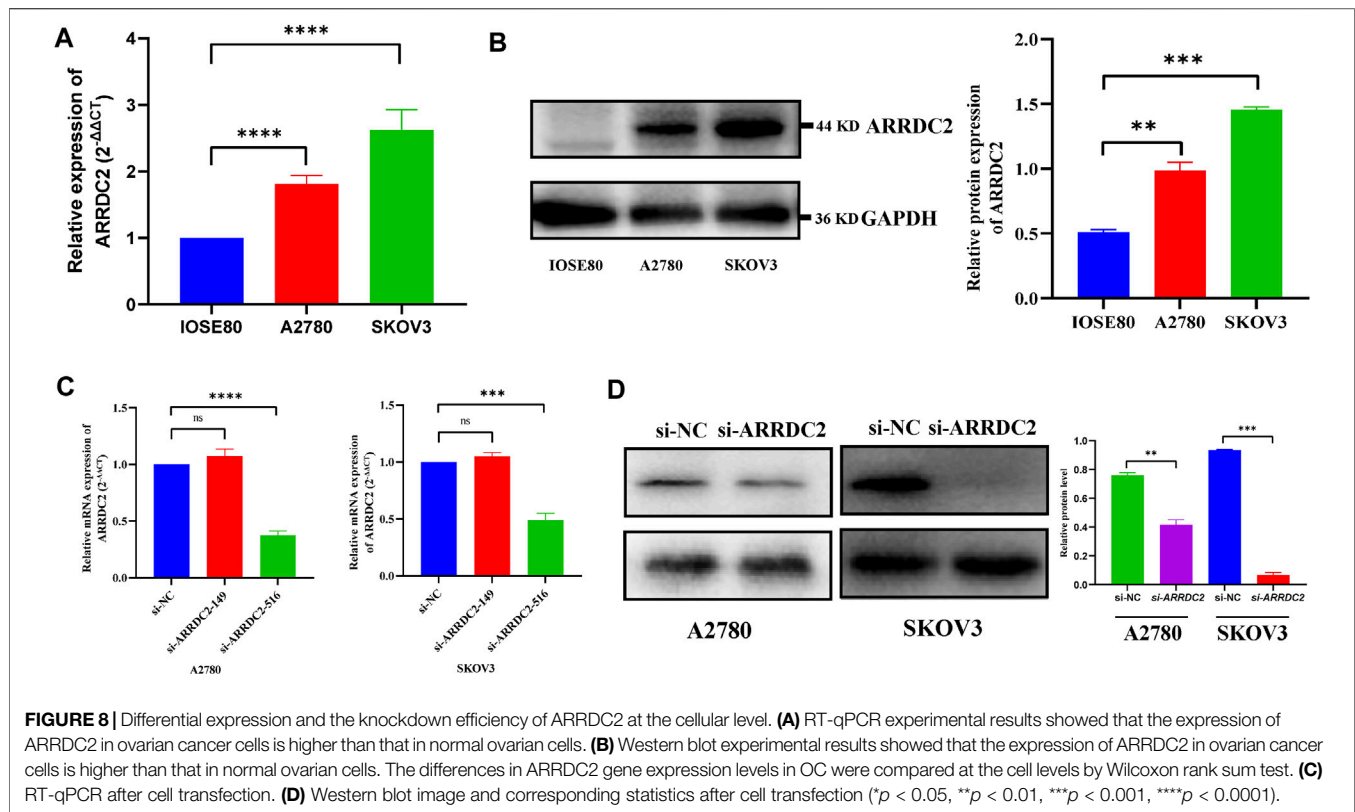 A
Relative expression of
ARRDC2 (2-ΔΔCT)
4
3
2
1
0
****
****
IOSE80 A2780 SKOV3
B
44 KD ARRDC2
36 KD GAPDH
IOSE80 A2780 SKOV3
Relative protein expression
of ARRDC2
2.0
1.5
1.0
0.5
0.0
***
**
IOSE80 A2780 SKOV3
C
Relative mRNA expression of
ARRDC2 (2-ΔΔCT)
1.5
1.0
0.5
0.0
****
ns
si-NC
si-ARRDC2-149
si-ARRDC2-516
A2780
Relative mRNA expression
of ARRDC2 (2-ΔΔCT)
1.5
1.0
0.5
0.0
***
ns
si-NC
si-ARRDC2-149
si-ARRDC2-516
SKOV3
D
si-NC si-ARRDC2 si-NC si-ARRDC2
A2780 SKOV3
Relative protein level
1.0
0.8
0.6
0.4
0.2
0.0
**
***
si-NC si-ARRDC2 si-NC si-ARRDC2
A2780 SKOV3
FIGURE 8 | Differential expression and the knockdown efficiency of ARRDC2 at the cellular level. (A) RT-qPCR experimental results showed that the expression of
ARRDC2 in ovarian cancer cells is higher than that in normal ovarian cells. (B) Western blot experimental results showed that the expression of ARRDC2 in ovarian cancer
cells is higher than that in normal ovarian cells. The differences in ARRDC2 gene expression levels in OC were compared at the cell levels by Wilcoxon rank sum test. (C)
RT-qPCR after cell transfection. (D) Western blot image and corresponding statistics after cell transfection (*p < 0.05, **p < 0.01, ***p < 0.001, ****p < 0.0001).